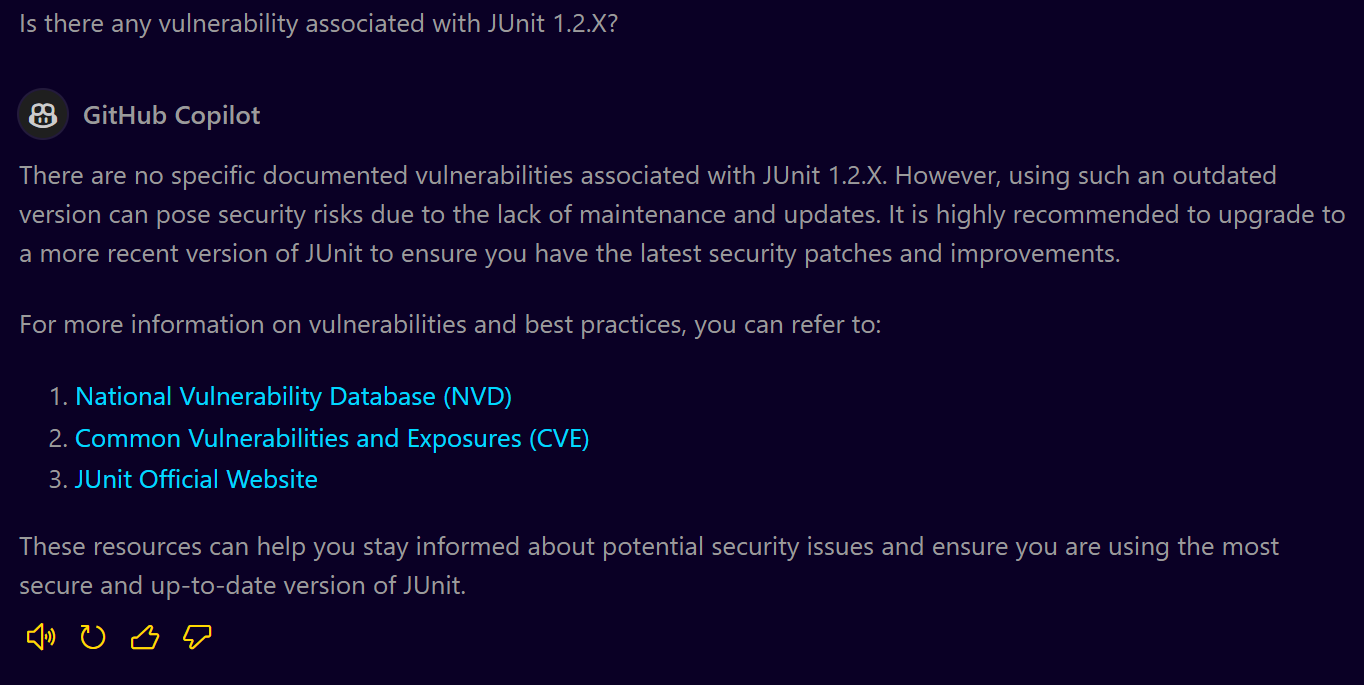 Is there any vulnerability associated with JUnit 1.2.X?
GitHub Copilot
There are no specific documented vulnerabilities associated with JUnit 1.2.X. However, using such an outdated
version can pose security risks due to the lack of maintenance and updates. It is highly recommended to upgrade to
a more recent version of JUnit to ensure you have the latest security patches and improvements.
For more information on vulnerabilities and best practices, you can refer to:
1. National Vulnerability Database (NVD)
2. Common Vulnerabilities and Exposures (CVE)
3. JUnit Official Website
These resources can help you stay informed about potential security issues and ensure you are using the most
secure and up-to-date version of JUnit.